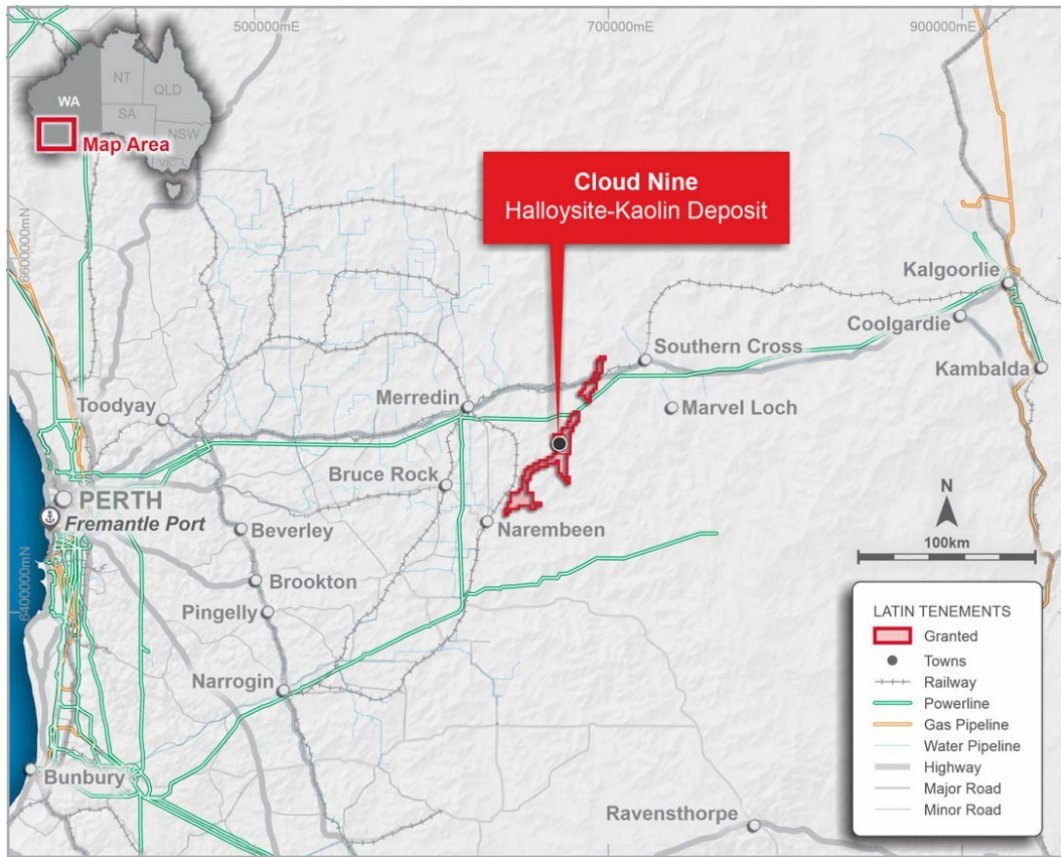 500000mE
700000mE
900000mE
6600000mN
6400000mN
NT
QLD
WA
SA
NSW
VIC
Map Area
Cloud Nine
Halloysite-Kaolin Deposit
Kalgoorlie
Coolgardie
Southern Cross
Kambalda
Merredin
Marvel Loch
Toodyay
Bruce Rock
PERTH
Fremantle Port
Narembeen
Beverley
N
100km
Brookton
Pingelly
Narrogin
Bunbury
Ravensthorpe
LATIN TENEMENTS
Granted
Towns
Railway
Powerline
Gas Pipeline
Water Pipeline
Highway
Major Road
Minor Road